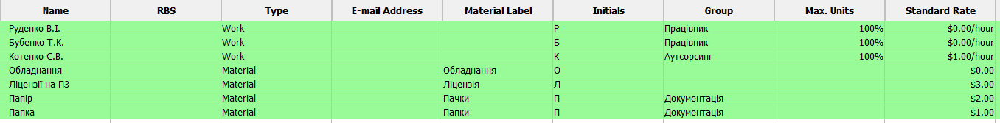 Name RBS Type E-mail Address Material Label Initials Group Max. Units Standard Rate
Руденко В.І. Work Р Працівник 100% $0.00/hour
Бубенко Т.К. Work Б Працівник 100% $0.00/hour
Котенко С.В. Work К Аутсорсинг 100% $1.00/hour
Обладнання Material Обладнання О $0.00
Ліцензії на ПЗ Material Ліцензія Л $3.00
Папір Material Пачки П Документація $2.00
Папка Material Папки П Документація $1.00